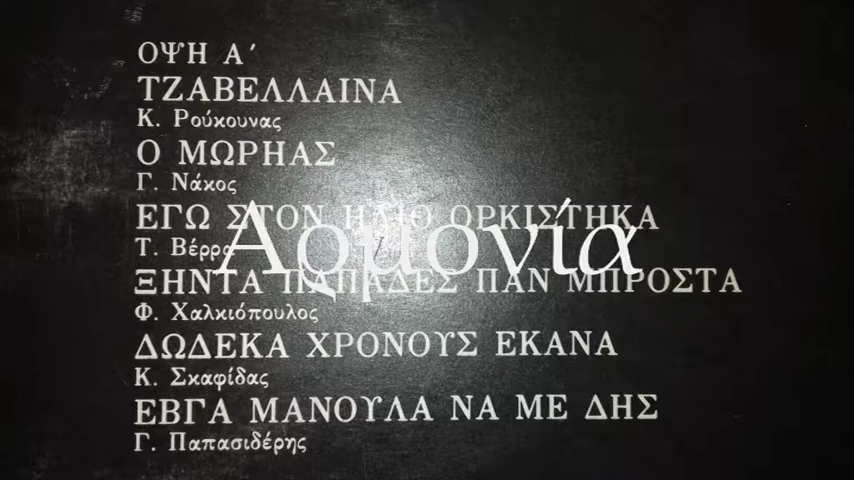 ΟΨΗ Α΄
ΤΖΑΒΕΛΛΑΙΝΑ
Κ. Ρούκουνας
Ο ΜΩΡΗΑΣ
Γ. Νάκος
ΕΓΩ ΣΤΟΝ ΗΛΙΟ ΟΡΚΙΣΤΗΚΑ
Τ. Βέρρα
Αρμονία
ΞΗΝΤΑ ΠΑΠΑΔΕΣ ΠΑΝ ΜΠΡΟΣΤΑ
Φ. Χαλκιόπουλος
ΔΩΔΕΚΑ ΧΡΟΝΟΥΣ ΕΚΑΝΑ
Κ. Σκαφίδας
ΕΒΓΑ ΜΑΝΟΥΛΑ ΝΑ ΜΕ ΔΗΣ
Γ. Παπασιδέρης